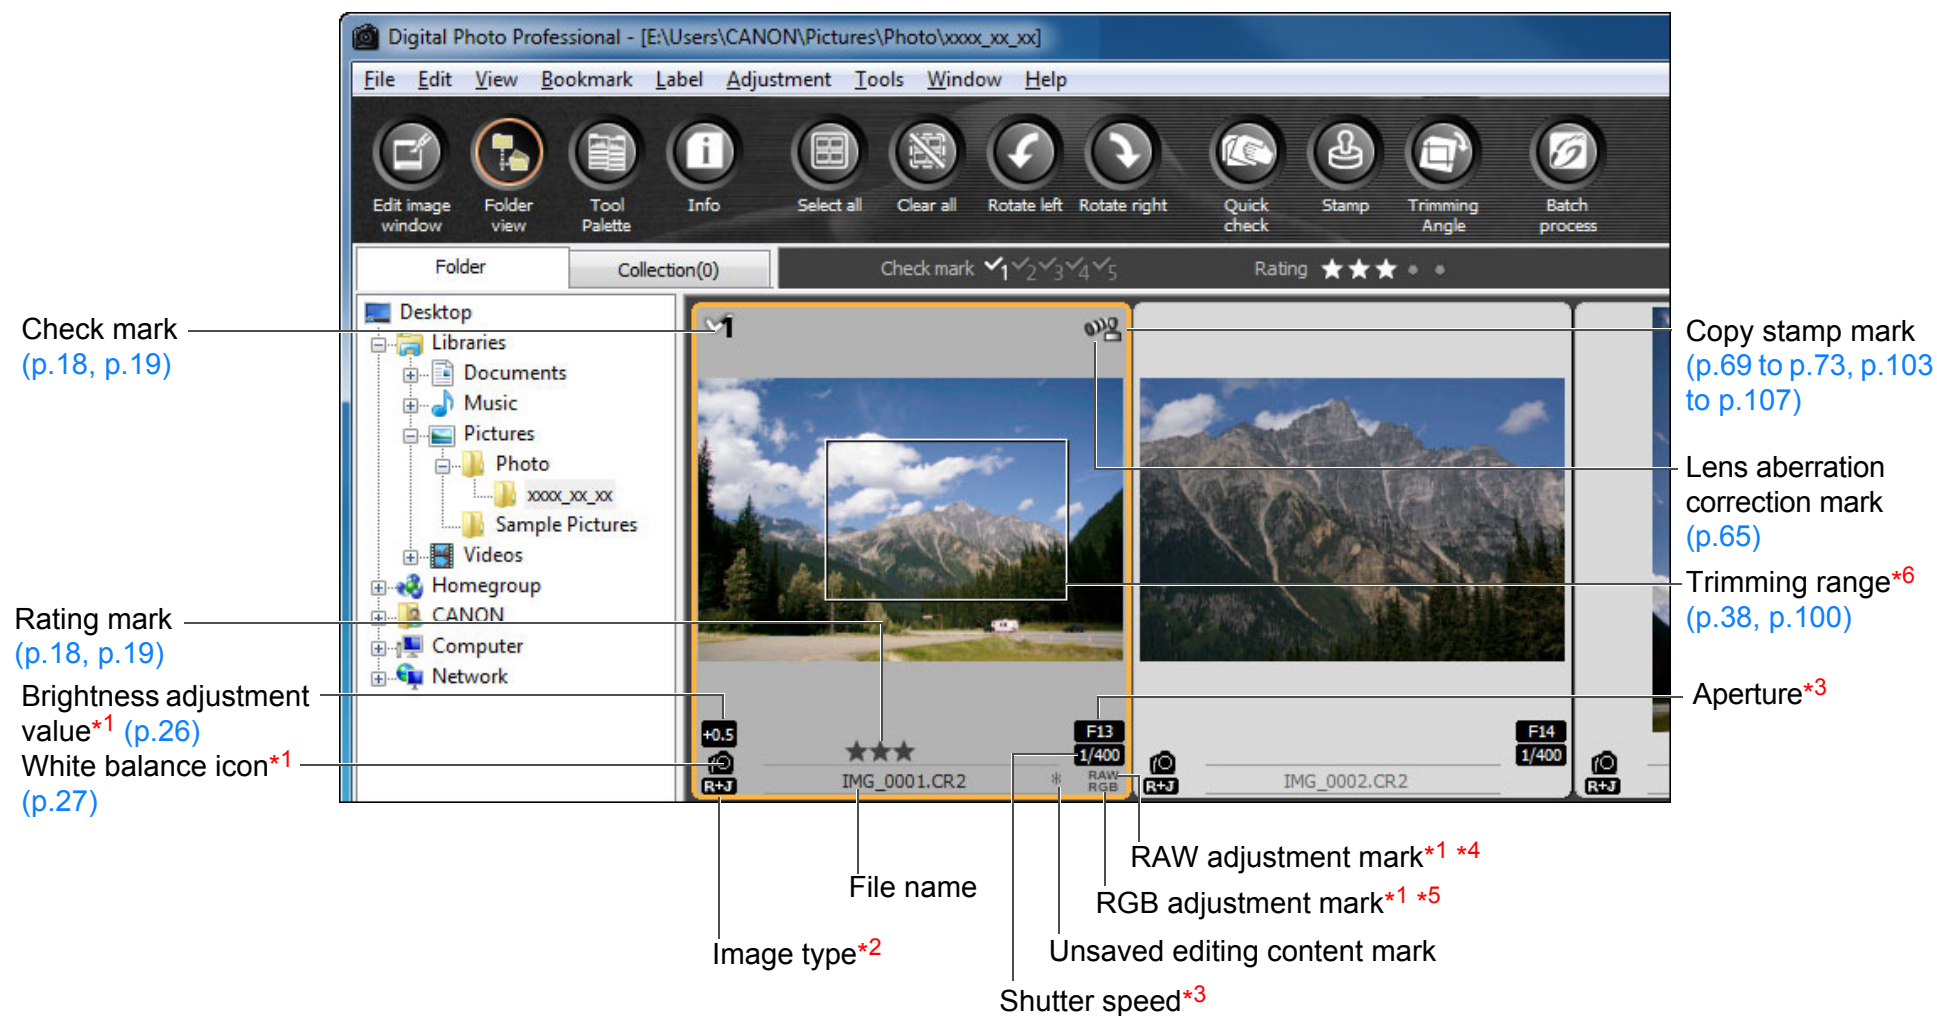 Digital Photo Professional - [E:\Users\CANON\Pictures\Photo\xxxx_xx_xx]
File Edit View Bookmark Label Adjustment Tools Window Help
Edit image window
Folder view
Tool Palette
Info
Select all
Clear all
Rotate left
Rotate right
Quick check
Stamp
Trimming Angle
Batch process
Folder
Collection(0)
Check mark 1 2 3 4 5
Rating
Desktop
Libraries
Documents
Music
Pictures
Photo
xxxx_xx_xx
Sample Pictures
Videos
Homegroup
CANON
Computer
Network
1
+0.5
R+J
IMG_0001.CR2
F13
1/400
RAW
RGB
R+J
IMG_0002.CR2
F14
1/400
R+J
Check mark
(p.18, p.19)
Rating mark
(p.18, p.19)
Brightness adjustment
value*1 (p.26)
White balance icon*1
(p.27)
Copy stamp mark
(p.69 to p.73, p.103
to p.107)
Lens aberration
correction mark
(p.65)
Trimming range*6
(p.38, p.100)
Aperture*3
RAW adjustment mark*1 *4
File name
RGB adjustment mark*1 *5
Image type*2
Unsaved editing content mark
Shutter speed*3